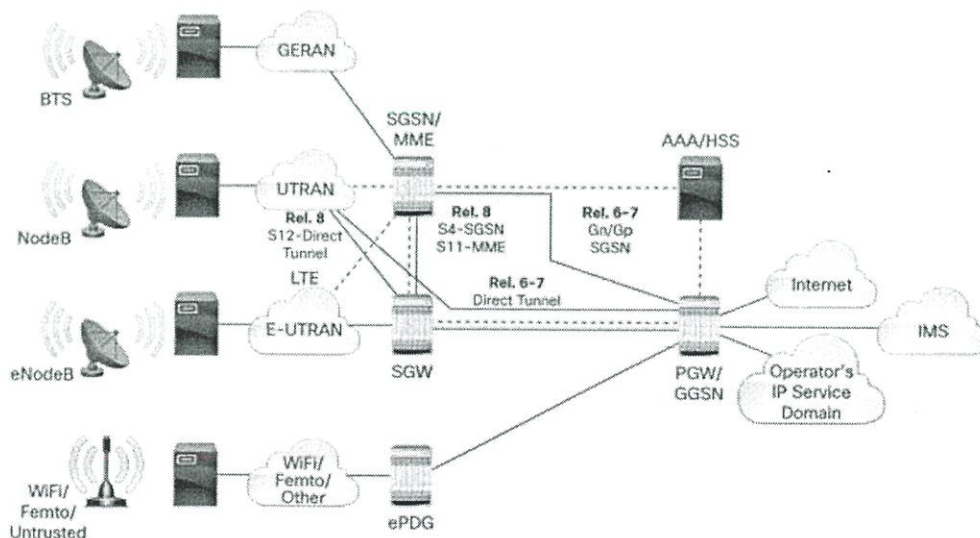 BTS
GERAN
SGSN/
MME
AAA/HSS
NodeB
UTRAN
Rel. 8
S12-Direct
Tunnel
Rel. 8
S4-SGSN
S11-MME
Rel. 6-7
Gn/Gp
SGSN
LTE
Rel. 6-7
Direct Tunnel
Internet
eNodeB
E-UTRAN
SGW
PGW/
GGSN
IMS
Operator's
IP Service
Domain
WiFi/
Femto/
Untrusted
WiFi/
Femto/
Other
ePDG